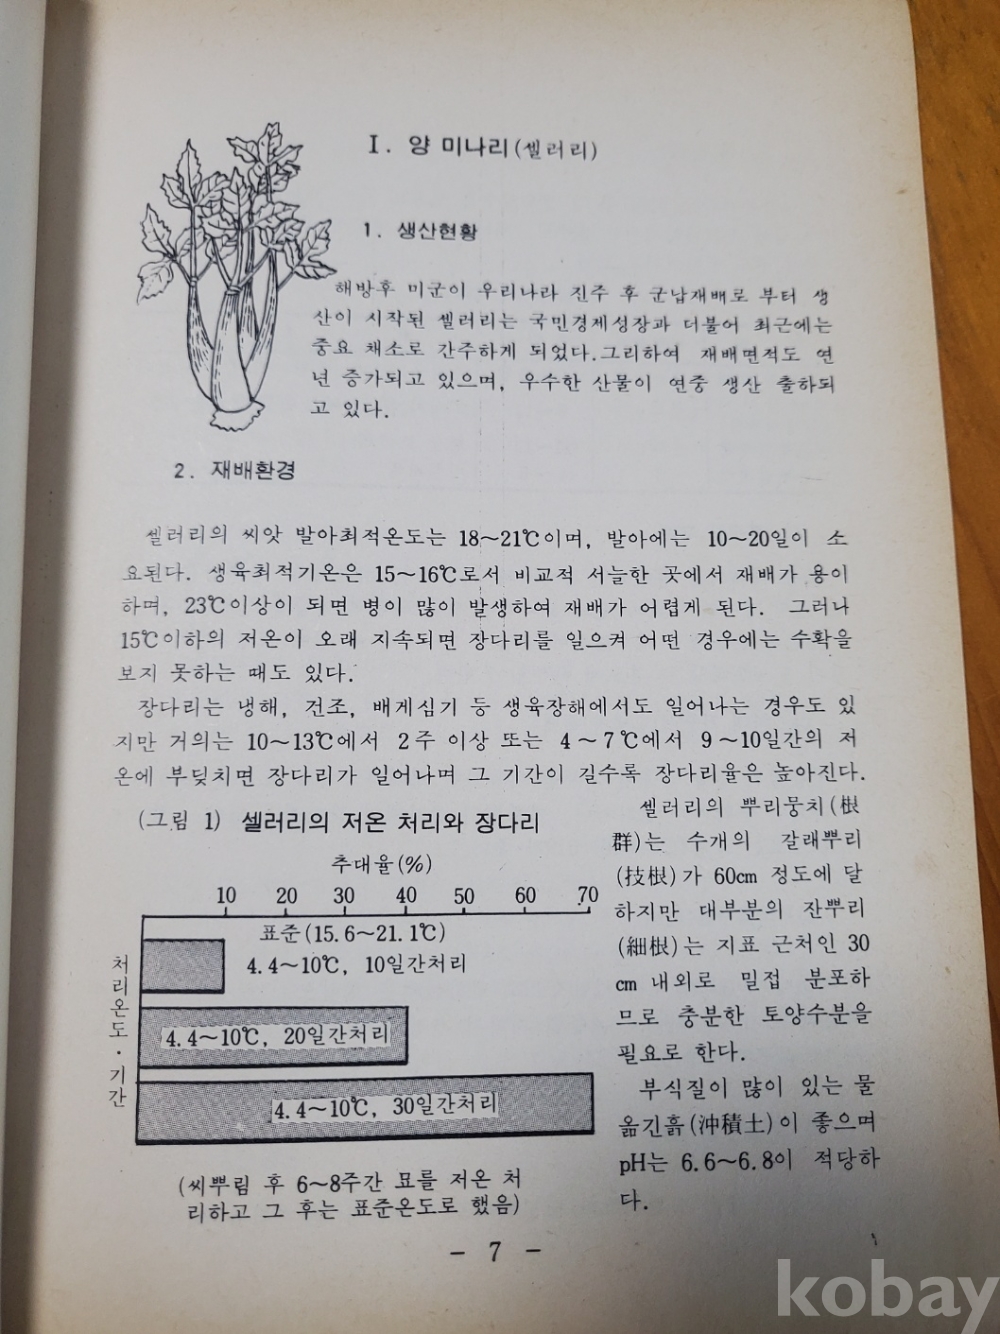 I. 양 미나리(셀러리)
1. 생산현황
해방후 미군이 우리나라 진주 후 군납재배로 부터 생
산이 시작된 셀러리는 국민경제성장과 더불어 최근에는
중요 채소로 간주하게 되었다.그리하여 재배면적도 연
년 증가되고 있으며, 우수한 산물이 연중 생산 출하되
고 있다.
2. 재배환경
셀러리의 씨앗 발아최적온도는 18~21℃이며, 발아에는 10~20일이 소
요된다. 생육최적기온은 15~16℃로서 비교적 서늘한 곳에서 재배가 용이
하며, 23℃이상이 되면 병이 많이 발생하여 재배가 어렵게 된다. 그러나
15℃이하의 저온이 오래 지속되면 장다리를 일으켜 어떤 경우에는 수확을
보지 못하는 때도 있다.
장다리는 냉해, 건조, 배게심기 등 생육장해에서도 일어나는 경우도 있
지만 거의는 10~13℃에서 2주 이상 또는 4~7℃에서 9~10일간의 저
온에 부딪치면 장다리가 일어나며 그 기간이 길수록 장다리율은 높아진다.
(그림 1) 셀러리의 저온 처리와 장다리
추대율(%)
10 20 30 40 50 60 70
표준(15.6~21.1℃)
4.4~10℃, 10일간처리
4.4~10℃, 20일간처리
4.4~10℃, 30일간처리
처리온도·기간
(씨뿌림 후 6~8주간 묘를 저온 처
리하고 그 후는 표준온도로 했음)
셀러리의 뿌리뭉치(根
群)는 수개의 갈래뿌리
(技根)가 60cm 정도에 달
하지만 대부분의 잔뿌리
(細根)는 지표 근처인 30
cm 내외로 밀접 분포하
므로 충분한 토양수분을
필요로 한다.
부식질이 많이 있는 물
옮긴흙(沖積土)이 좋으며
pH는 6.6~6.8이 적당하
다.
- 7 -
kobay